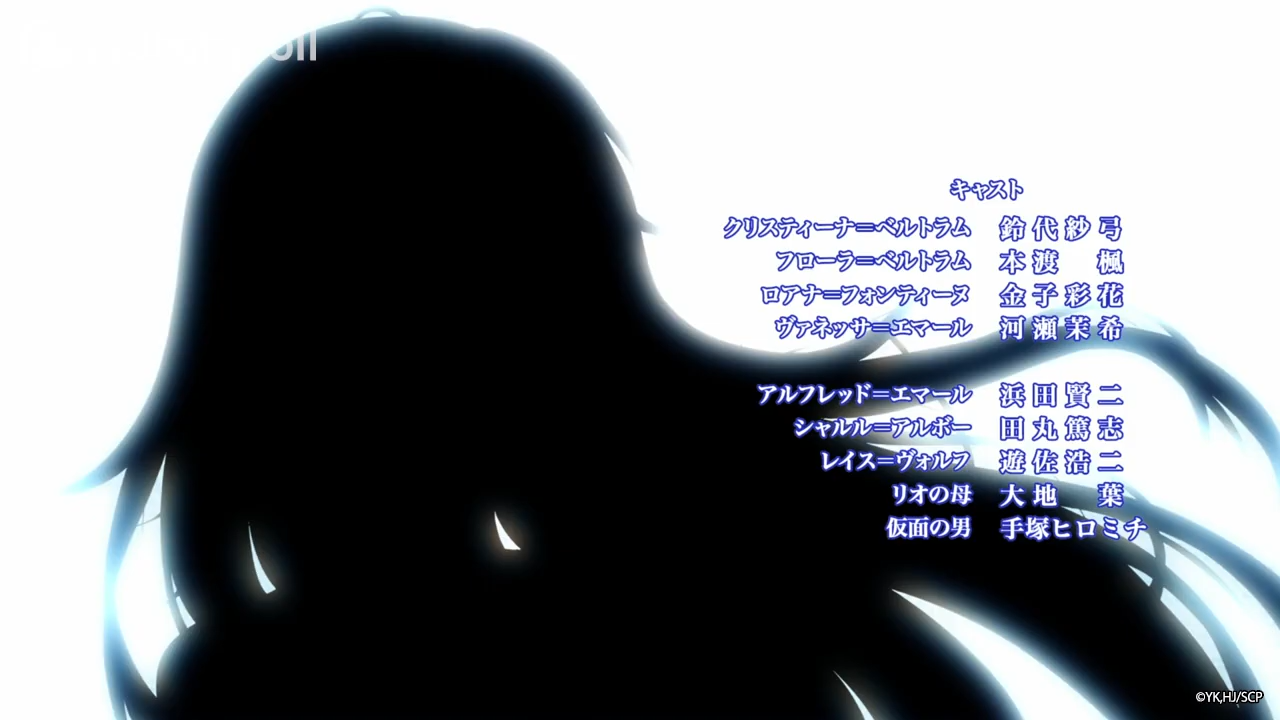 キャスト
クリスティーナ＝ベルトラム 鈴代紗弓
フローラ＝ベルトラム 本渡 楓
ロアナ＝フォンティーヌ 金子彩花
ヴァネッサ＝エマール 河瀬茉希
アルフレッド＝エマール 浜田賢二
シャルル＝アルボー 田丸篤志
レイス＝ヴォルフ 遊佐浩二
リオの母 大地 葉
仮面の男 手塚ヒロミチ
©YK,HJ/SCP